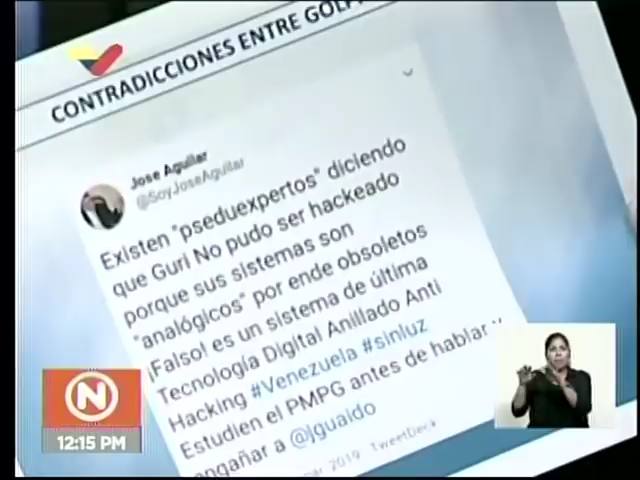 CONTRADICCIONES ENTRE
Jose Aguilar
@SoyJoseAguilar
Existen "pseduexpertos" diciendo
que Guri No pudo ser hackeado
porque sus sistemas son
"analógicos" por ende obsoletos
¡Falso! es un sistema de última
Tecnología Digital Anillado Anti
Hacking #Venezuela #sinluz
Estudien el PMPG antes de hablar y
engañar a @jguaido
2019 TweetDeck
N
12:15 PM